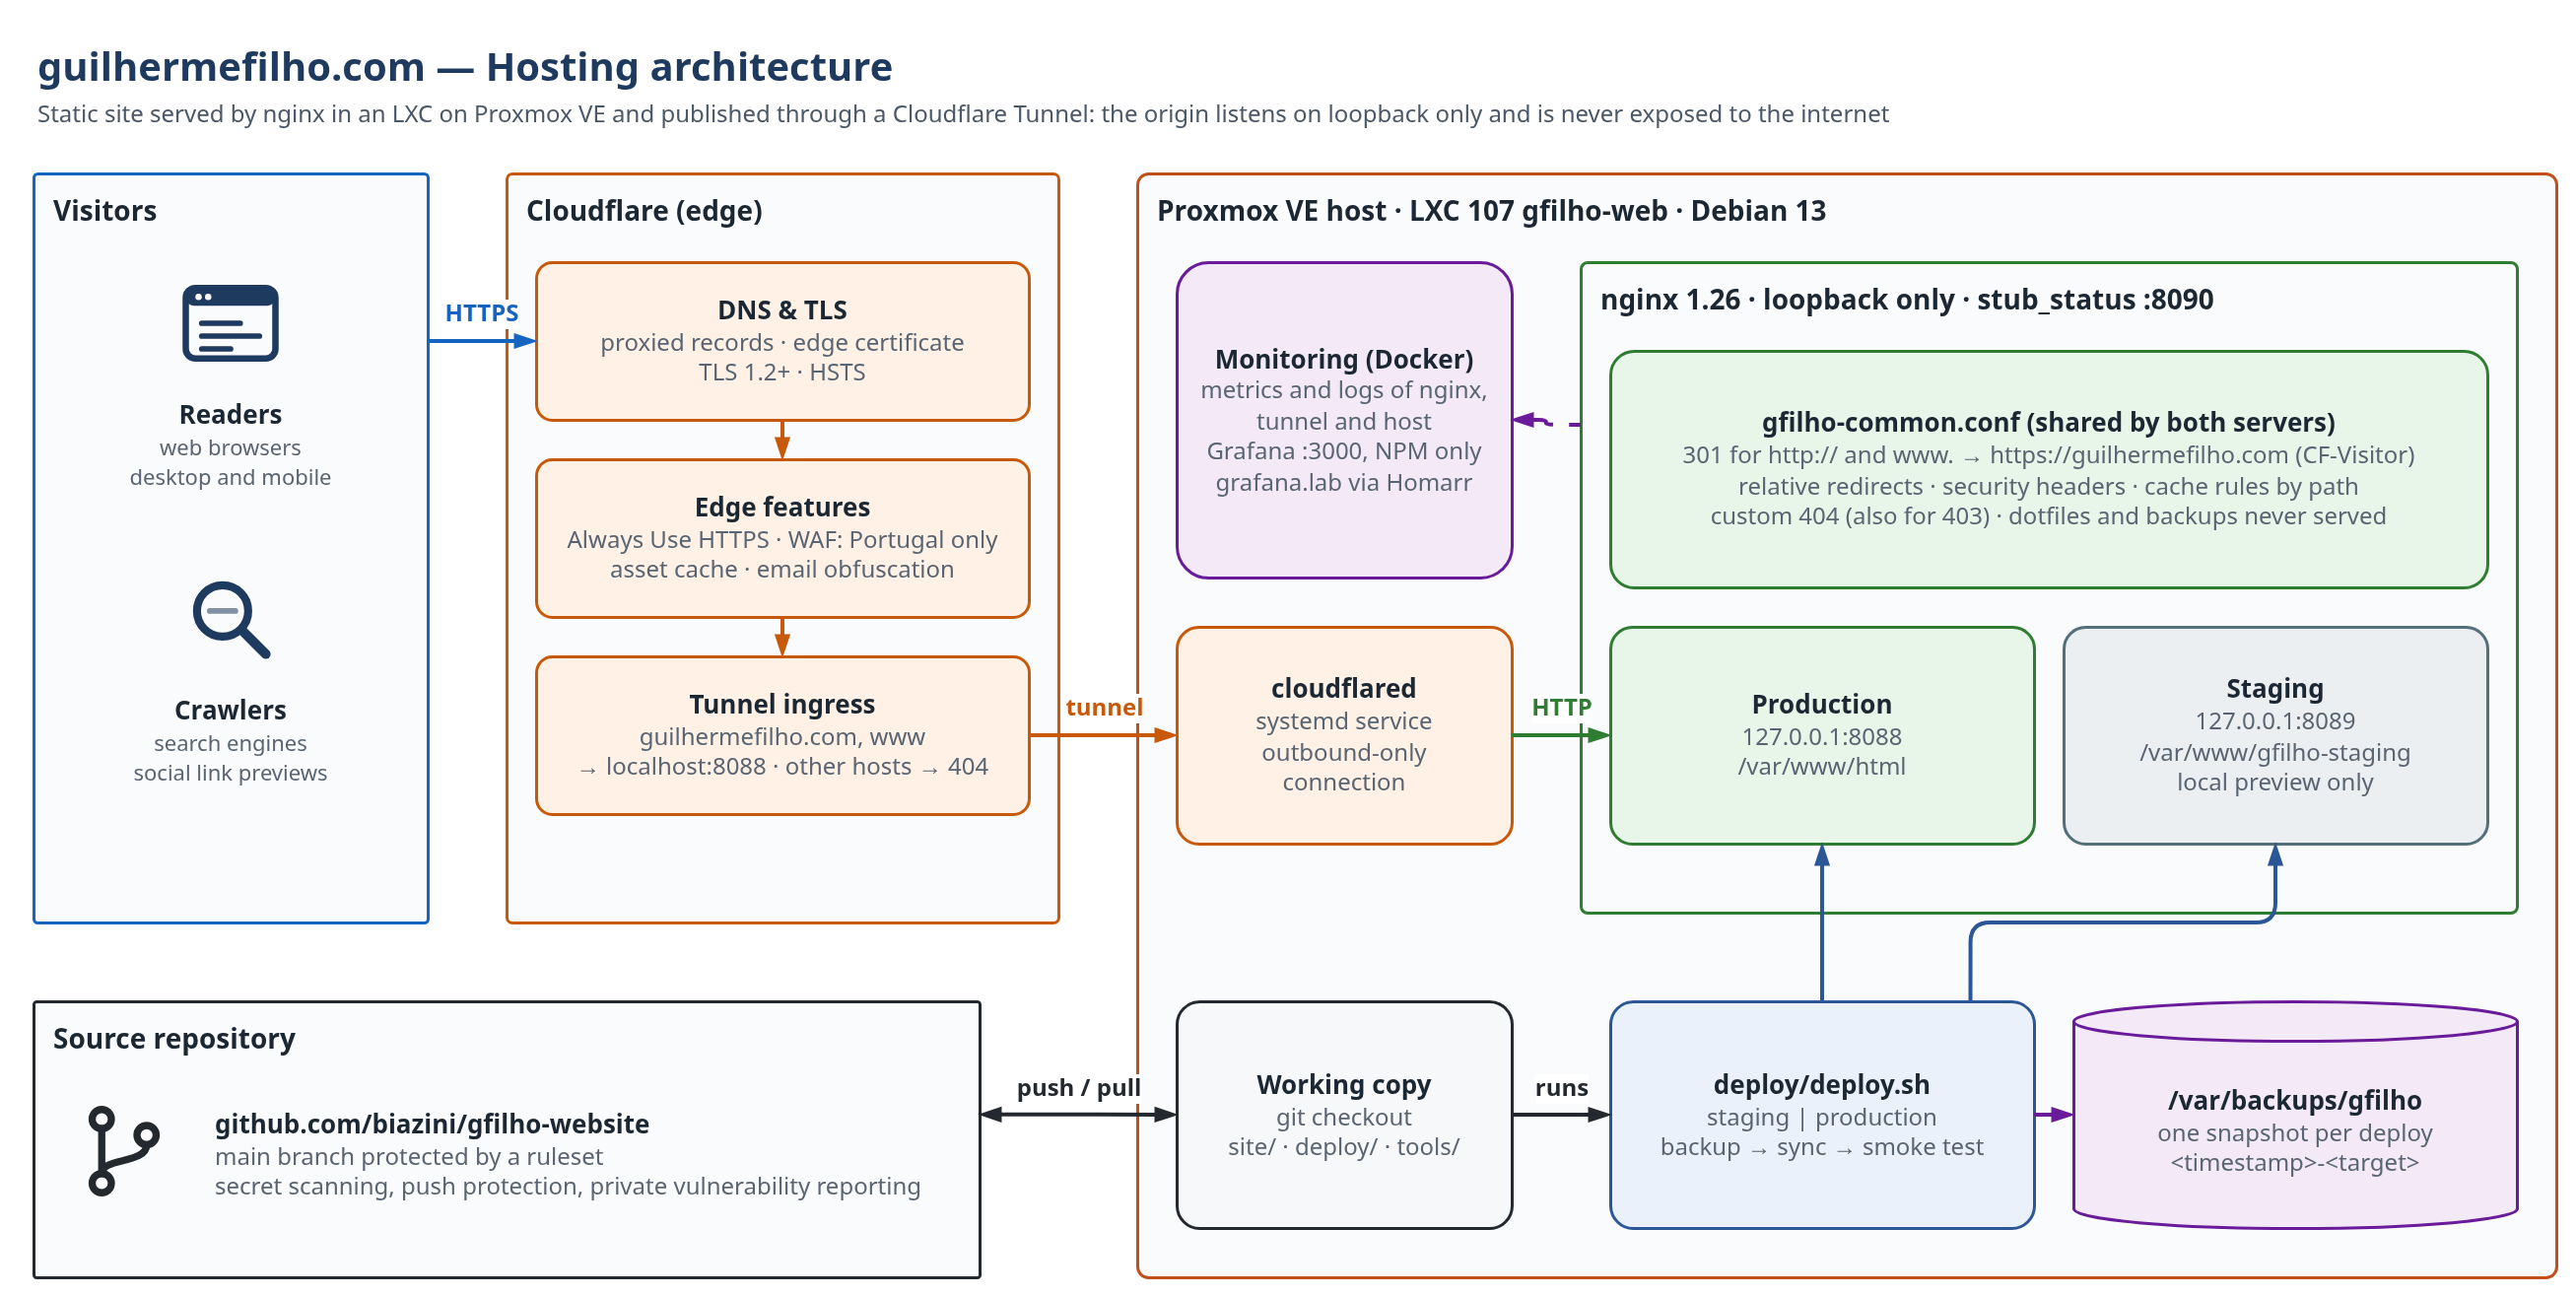 guilhermefilho.com — Hosting architecture
Static site served by nginx in an LXC on Proxmox VE and published through a Cloudflare Tunnel: the origin listens on loopback only and is never exposed to the internet
Visitors
Readers
web browsers
desktop and mobile
Crawlers
search engines
social link previews
HTTPS
Cloudflare (edge)
DNS & TLS
proxied records · edge certificate
TLS 1.2+ · HSTS
Edge features
Always Use HTTPS · WAF: Portugal only
asset cache · email obfuscation
Tunnel ingress
guilhermefilho.com, www
→ localhost:8088 · other hosts → 404
tunnel
Proxmox VE host · LXC 107 gfilho-web · Debian 13
Monitoring (Docker)
metrics and logs of nginx,
tunnel and host
Grafana :3000, NPM only
grafana.lab via Homarr
cloudflared
systemd service
outbound-only
connection
HTTP
nginx 1.26 · loopback only · stub_status :8090
gfilho-common.conf (shared by both servers)
301 for http:// and www. → https://guilhermefilho.com (CF-Visitor)
relative redirects · security headers · cache rules by path
custom 404 (also for 403) · dotfiles and backups never served
Production
127.0.0.1:8088
/var/www/html
Staging
127.0.0.1:8089
/var/www/gfilho-staging
local preview only
Source repository
github.com/biazini/gfilho-website
main branch protected by a ruleset
secret scanning, push protection, private vulnerability reporting
push / pull
Working copy
git checkout
site/ · deploy/ · tools/
runs
deploy/deploy.sh
staging | production
backup → sync → smoke test
/var/backups/gfilho
one snapshot per deploy
<timestamp>-<target>